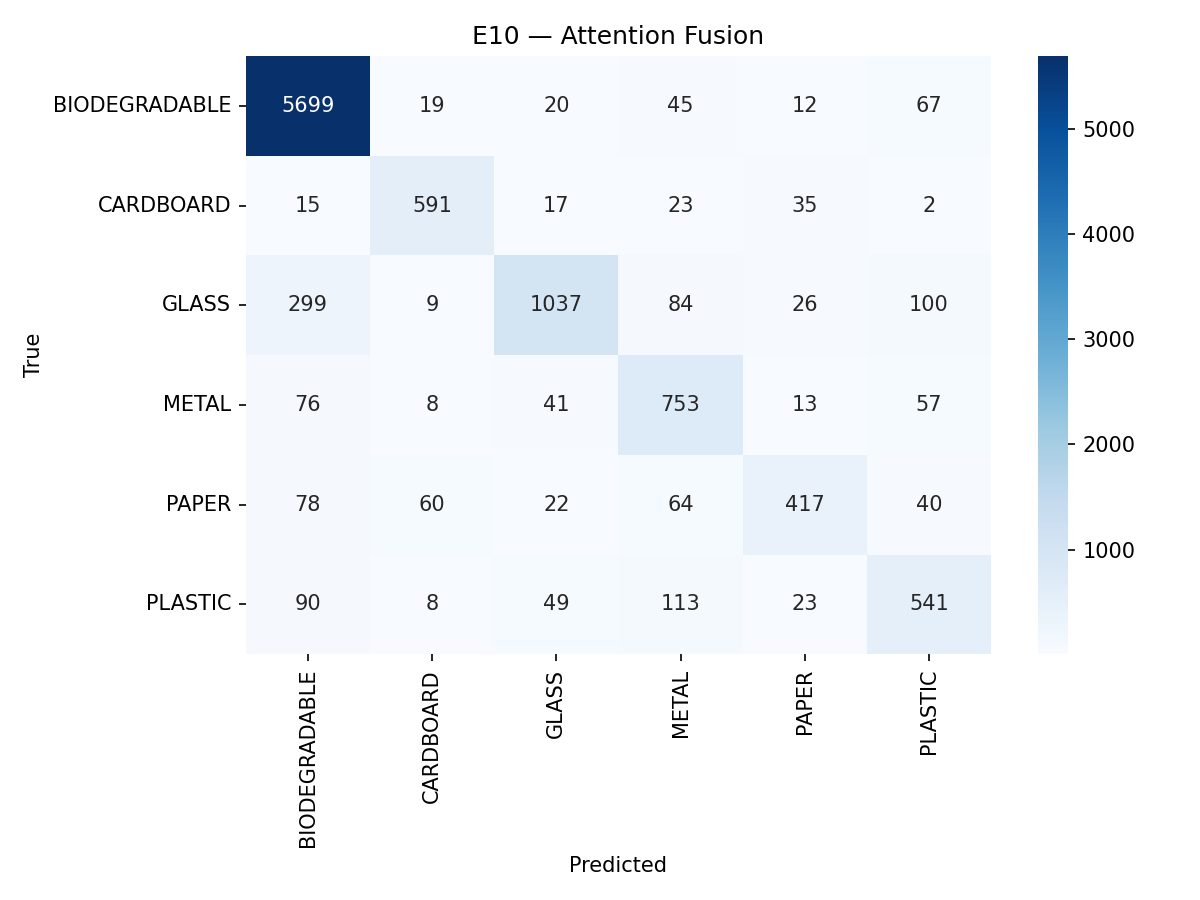 E10 — Attention Fusion
BIODEGRADABLE 5699 19 20 45 12 67
CARDBOARD 15 591 17 23 35 2
GLASS 299 9 1037 84 26 100
METAL 76 8 41 753 13 57
PAPER 78 60 22 64 417 40
PLASTIC 90 8 49 113 23 541
True
BIODEGRADABLE CARDBOARD GLASS METAL PAPER PLASTIC
Predicted
5000
4000
3000
2000
1000